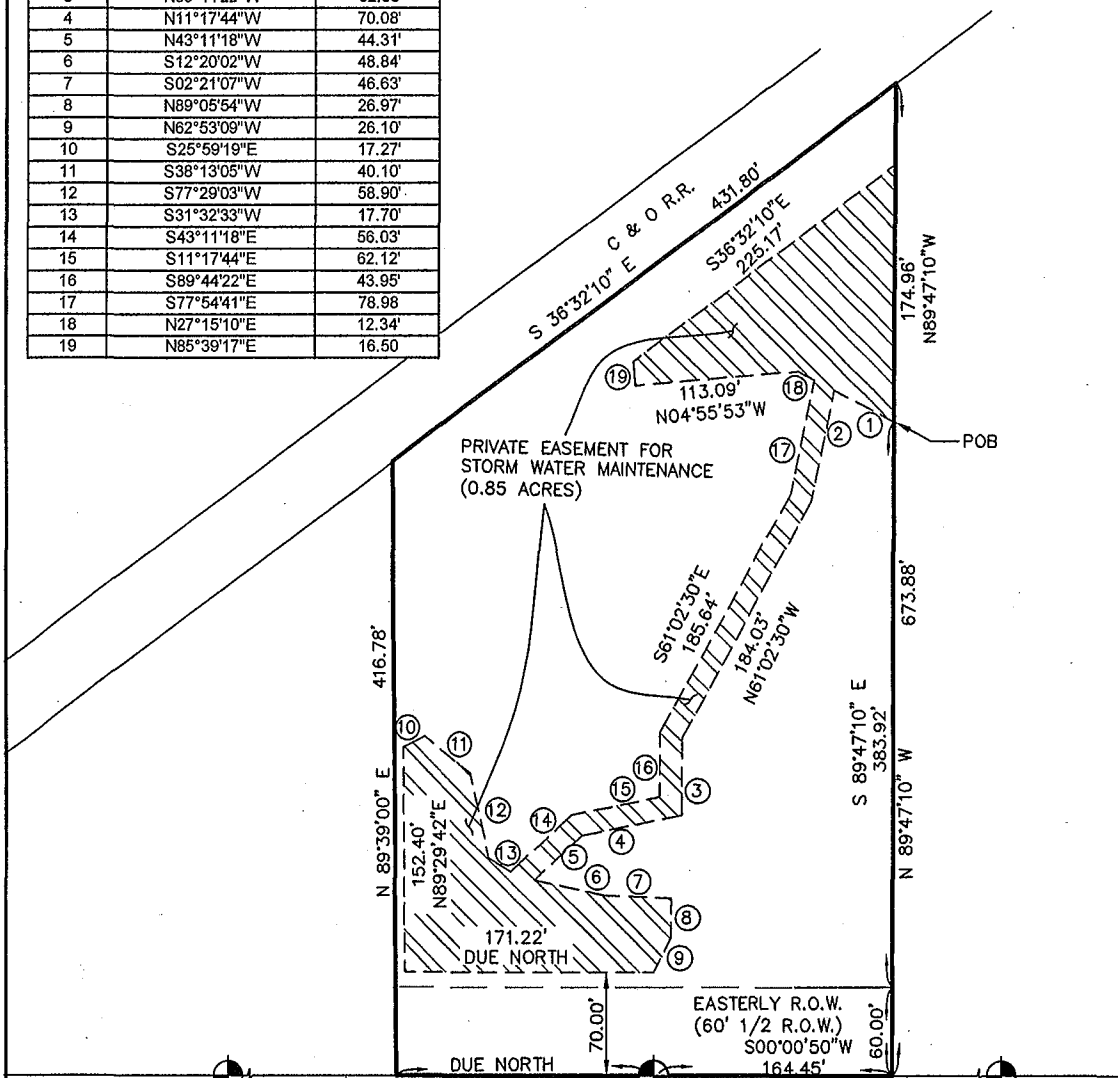 4 N11°17'44"W 70.08'
5 N43°11'18"W 44.31'
6 S12°20'02"W 48.84'
7 S02°21'07"W 46.63'
8 N89°05'54"W 26.97'
9 N62°53'09"W 26.10'
10 S25°59'19"E 17.27'
11 S38°13'05"W 40.10'
12 S77°29'03"W 58.90'
13 S31°32'33"W 17.70'
14 S43°11'18"E 56.03'
15 S11°17'44"E 62.12'
16 S89°44'22"E 43.95'
17 S77°54'41"E 78.98
18 N27°15'10"E 12.34'
19 N85°39'17"E 16.50
C & O R.R.
431.80'
S 36°32'10" E
S36°32'10"E
225.17'
174.96'
N89°47'10"W
19
113.09'
N04°55'53"W
18
17
2
1
POB
PRIVATE EASEMENT FOR
STORM WATER MAINTENANCE
(0.85 ACRES)
S61°02'30"E
185.64'
184.03'
N61°02'30"W
673.88'
416.78'
N 89°39'00" E
S 89°47'10" E
383.92'
N 89°47'10" W
10
11
12
13
14
15
16
3
4
5
6
7
8
9
152.40'
N89°29'42"E
171.22'
DUE NORTH
70.00'
EASTERLY R.O.W.
(60' 1/2 R.O.W.)
S00°00'50"W
164.45'
60.00'
DUE NORTH